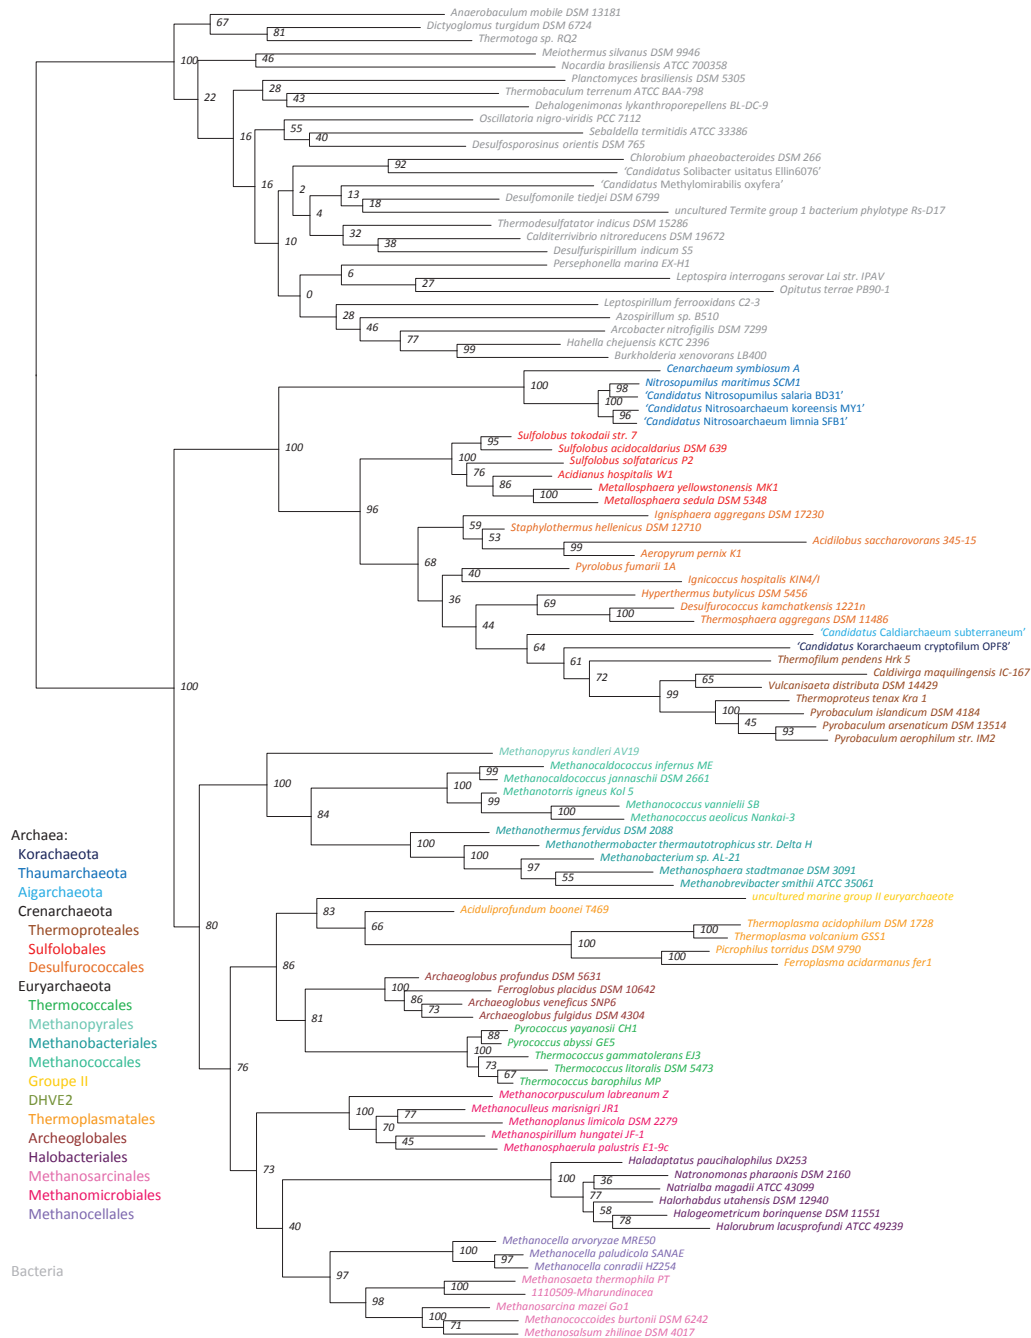 Anaerobaculum mobile DSM 13181
67
Dictyoglomus turgidum DSM 6724
81
Thermotoga sp. RQ2
Meiothermus silvanus DSM 9946
100
46
Nocardia brasiliensis ATCC 700358
Planctomyces brasiliensis DSM 5305
28
Thermobaculum terrenum ATCC BAA-798
22
43
Dehalogenimonas lykanthroporepellens BL-DC-9
Oscillatoria nigro-viridis PCC 7112
55
Sebaldella termitidis ATCC 33386
16
40
Desulfosporosinus orientis DSM 765
Chlorobium phaeobacteroides DSM 266
92
'Candidatus Solibacter usitatus Ellin6076'
16
2
'Candidatus Methylomirabilis oxyfera'
13
Desulfomonile tiedjei DSM 6799
18
uncultured Termite group 1 bacterium phylotype Rs-D17
4
Thermodesulfatator indicus DSM 15286
32
Calditerrivibrio nitroreducens DSM 19672
10
38
Desulfurispirillum indicum S5
Persephonella marina EX-H1
6
Leptospira interrogans serovar Lai str. IPAV
27
Opitutus terrae PB90-1
0
Leptospirillum ferrooxidans C2-3
28
Azospirillum sp. B510
46
Arcobacter nitrofigilis DSM 7299
77
Hahella chejuensis KCTC 2396
99
Burkholderia xenovorans LB400
Cenarchaeum symbiosum A
100
Nitrosopumilus maritimus SCM1
98
'Candidatus Nitrosopumilus salaria BD31'
100
'Candidatus Nitrosoarchaeum koreensis MY1'
96
'Candidatus Nitrosoarchaeum limnia SFB1'
Sulfolobus tokodaii str. 7
95
100
Sulfolobus acidocaldarius DSM 639
100
Sulfolobus solfataricus P2
76
Acidianus hospitalis W1
86
Metallosphaera yellowstonensis MK1
100
Metallosphaera sedula DSM 5348
96
Ignisphaera aggregans DSM 17230
59
Staphylothermus hellenicus DSM 12710
53
Acidilobus saccharovorans 345-15
99
Aeropyrum pernix K1
68
Pyrolobus fumarii 1A
40
Ignicoccus hospitalis KIN4/I
36
Hyperthermus butylicus DSM 5456
69
Desulfurococcus kamchatkensis 1221n
100
Thermosphaera aggregans DSM 11486
44
'Candidatus Caldiarchaeum subterraneum'
64
'Candidatus Korarchaeum cryptofilum OPF8'
61
Thermofilum pendens Hrk 5
72
Caldivirga maquilingensis IC-167
65
Vulcanisaeta distributa DSM 14429
100
99
Thermoproteus tenax Kra 1
100
Pyrobaculum islandicum DSM 4184
45
Pyrobaculum arsenaticum DSM 13514
93
Pyrobaculum aerophilum str. IM2
Methanopyrus kandleri AV19
100
Methanocaldococcus infernus ME
99
Methanocaldococcus jannaschii DSM 2661
100
Methanotorris igneus Kol 5
99
Methanococcus vannielii SB
84
100
Methanococcus aeolicus Nankai-3
Methanothermus fervidus DSM 2088
100
Methanothermobacter thermautotrophicus str. Delta H
100
Methanobacterium sp. AL-21
97
Methanosphaera stadtmanae DSM 3091
55
Methanobrevibacter smithii ATCC 35061
uncultured marine group II euryarchaeote
80
83
Aciduliprofundum boonei T469
66
Thermoplasma acidophilum DSM 1728
100
Thermoplasma volcanium GSS1
100
Picrophilus torridus DSM 9790
100
Ferroplasma acidarmanus fer1
86
Archaeoglobus profundus DSM 5631
100
Ferroglobus placidus DSM 10642
86
Archaeoglobus veneficus SNP6
73
Archaeoglobus fulgidus DSM 4304
81
Pyrococcus yayanosii CH1
88
Pyrococcus abyssi GE5
100
Thermococcus gammatolerans EJ3
73
Thermococcus litoralis DSM 5473
67
Thermococcus barophilus MP
76
Methanocorpusculum labreanum Z
100
Methanoculleus marisnigri JR1
77
Methanoplanus limicola DSM 2279
70
Methanospirillum hungatei JF-1
45
Methanosphaerula palustris E1-9c
73
Haladaptatus paucihalophilus DX253
100
Natronomonas pharaonis DSM 2160
36
Natrialba magadii ATCC 43099
77
Halorhabdus utahensis DSM 12940
58
Halogeometricum borinquense DSM 11551
78
Halorubrum lacusprofundi ATCC 49239
40
Methanocella arvoryzae MRE50
100
Methanocella paludicola SANAE
97
Methanocella conradii HZ254
97
Methanosaeta thermophila PT
100
1110509-Mharundinacea
98
Methanosarcina mazei Go1
100
Methanococcoides burtonii DSM 6242
71
Methanosalsum zhilinae DSM 4017
Archaea:
Korachaeota
Thaumarchaeota
Aigarchaeota
Crenarchaeota
Thermoproteales
Sulfolobales
Desulfurococcales
Euryarchaeota
Thermococcales
Methanopyrales
Methanobacteriales
Methanococcales
Groupe II
DHVE2
Thermoplasmatales
Archeoglobales
Halobacteriales
Methanosarcinales
Methanomicrobiales
Methanocellales
Bacteria